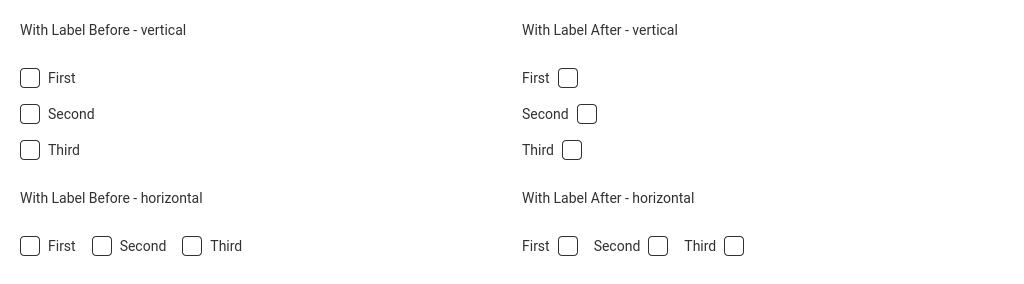 With Label Before - vertical
First
Second
Third
With Label Before - horizontal
First Second Third
With Label After - vertical
First
Second
Third
With Label After - horizontal
First Second Third